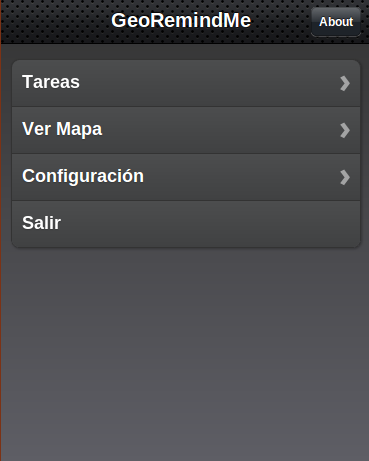 GeoRemindMe
About
Tareas
Ver Mapa
Configuración
Salir